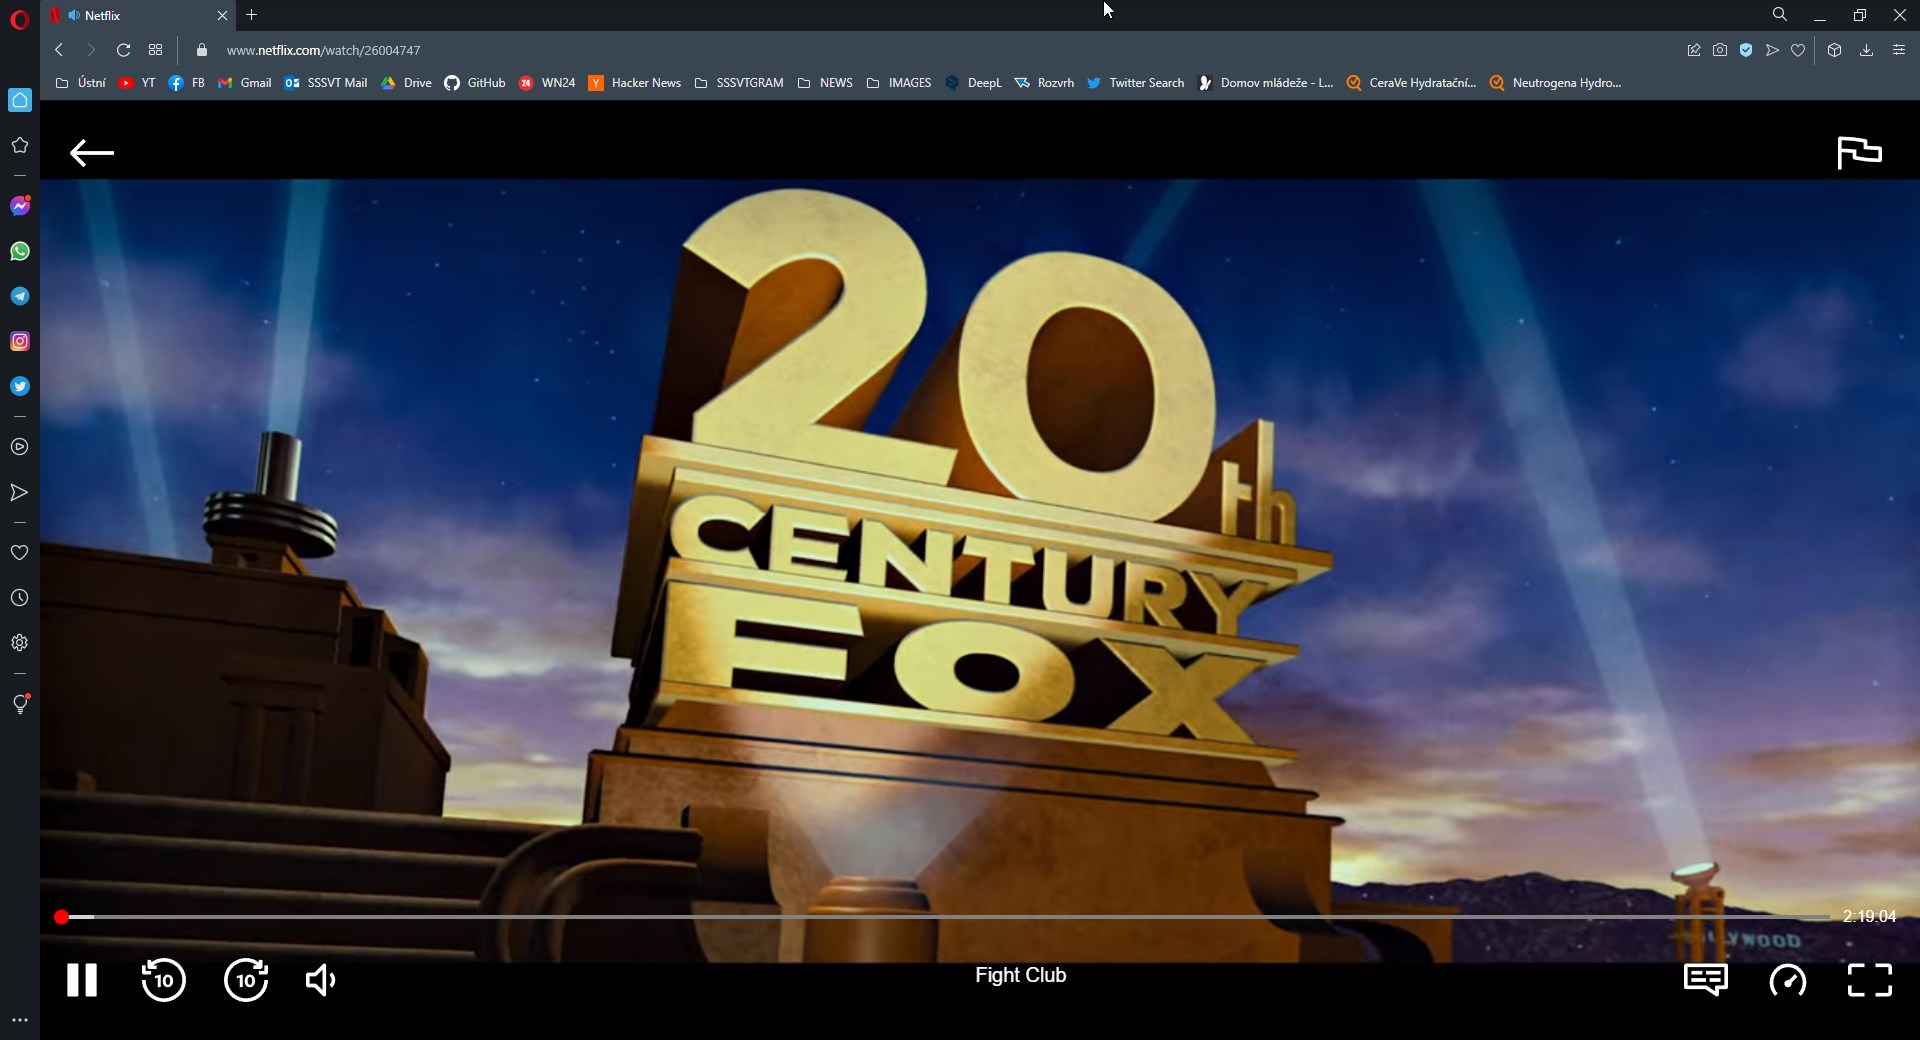 Netflix
www.netflix.com/watch/26004747
Ústní YT FB Gmail SSSVT Mail Drive GitHub WN24 Hacker News SSSVTGRAM NEWS IMAGES DeepL Rozvrh Twitter Search Domov mládeže - L... CeraVe Hydratační... Neutrogena Hydro...
20th
CENTURY
FOX
2:19:04
10 10
Fight Club